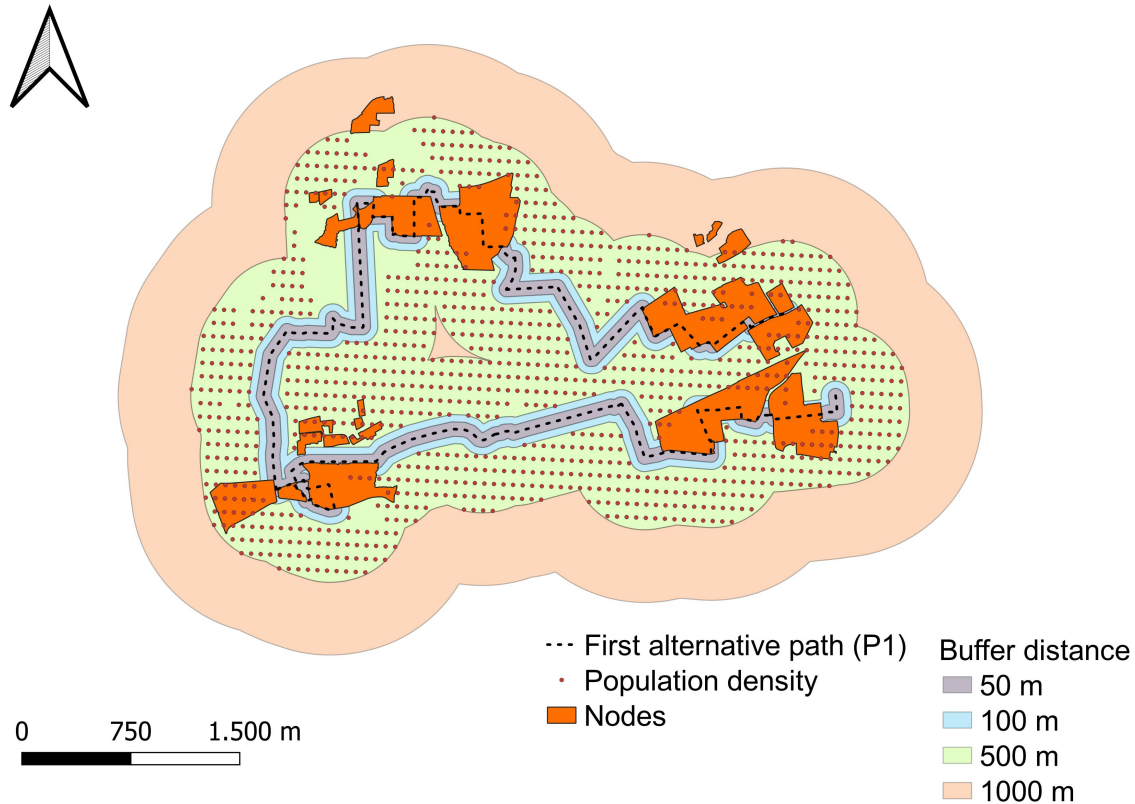 First alternative path (P1)
Population density
Nodes
Buffer distance
50 m
100 m
500 m
1000 m
0 750 1.500 m